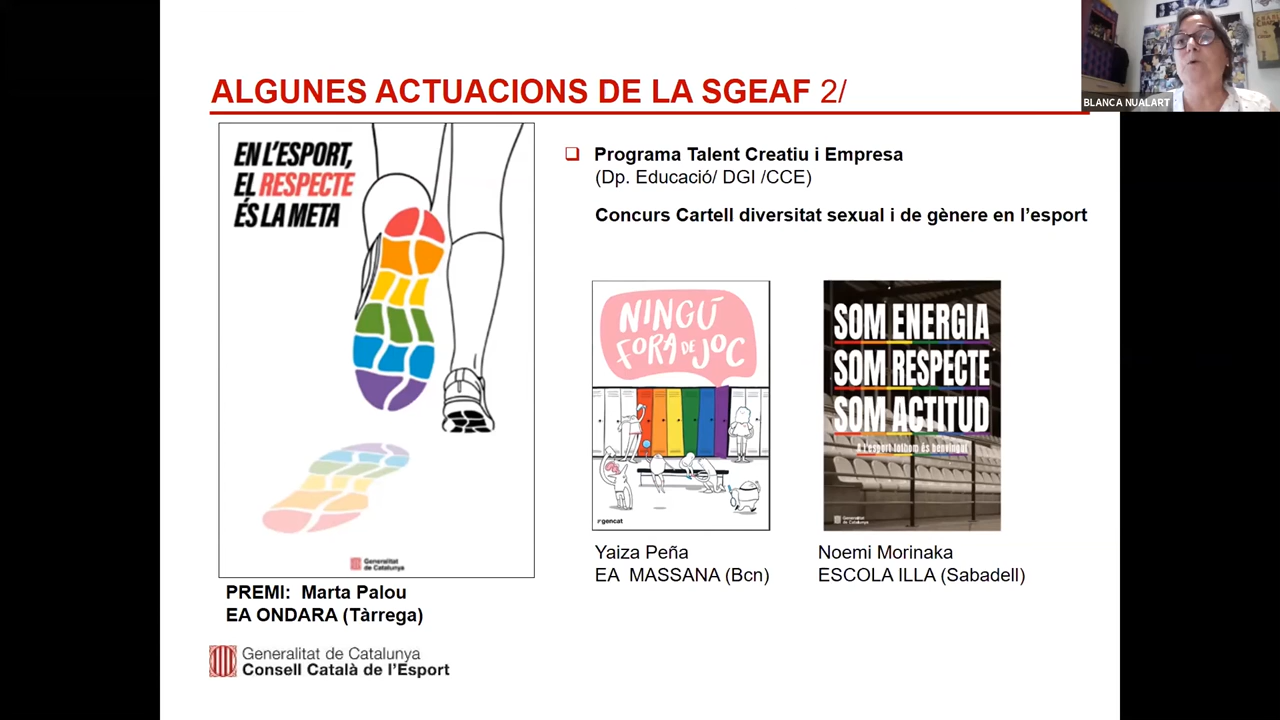 ALGUNES ACTUACIONS DE LA SGEAF 2/
BLANCA NUALART
EN L'ESPORT,
EL RESPECTE
ÉS LA META
Generalitat
de Catalunya
PREMI: Marta Palou
EA ONDARA (Tàrrega)
❑ Programa Talent Creatiu i Empresa
(Dp. Educació/ DGI /CCE)
Concurs Cartell diversitat sexual i de gènere en l'esport
NINGÚ
FORA DE JOC
gencat
Yaiza Peña
EA MASSANA (Bcn)
SOM ENERGIA
SOM RESPECTE
SOM ACTITUD
A l'esport tothom és benvingut
Generalitat
de Catalunya
Noemi Morinaka
ESCOLA ILLA (Sabadell)
Generalitat de Catalunya
Consell Català de l'Esport